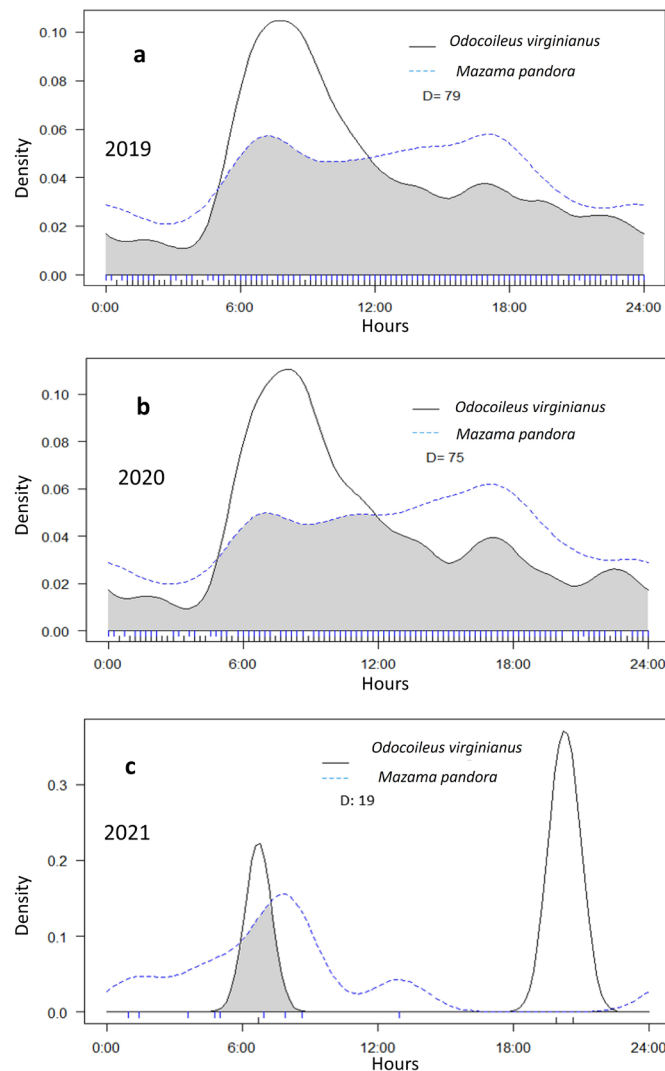 a
Odocoileus virginianus
Mazama pandora
D= 79
2019
Density
0.10
0.08
0.06
0.04
0.02
0.00
0:00 6:00 12:00 18:00 24:00
Hours
b
Odocoileus virginianus
Mazama pandora
D= 75
2020
Density
0.10
0.08
0.06
0.04
0.02
0.00
0:00 6:00 12:00 18:00 24:00
Hours
c
Odocoileus virginianus
Mazama pandora
D: 19
2021
Density
0.3
0.2
0.1
0.0
0:00 6:00 12:00 18:00 24:00
Hours